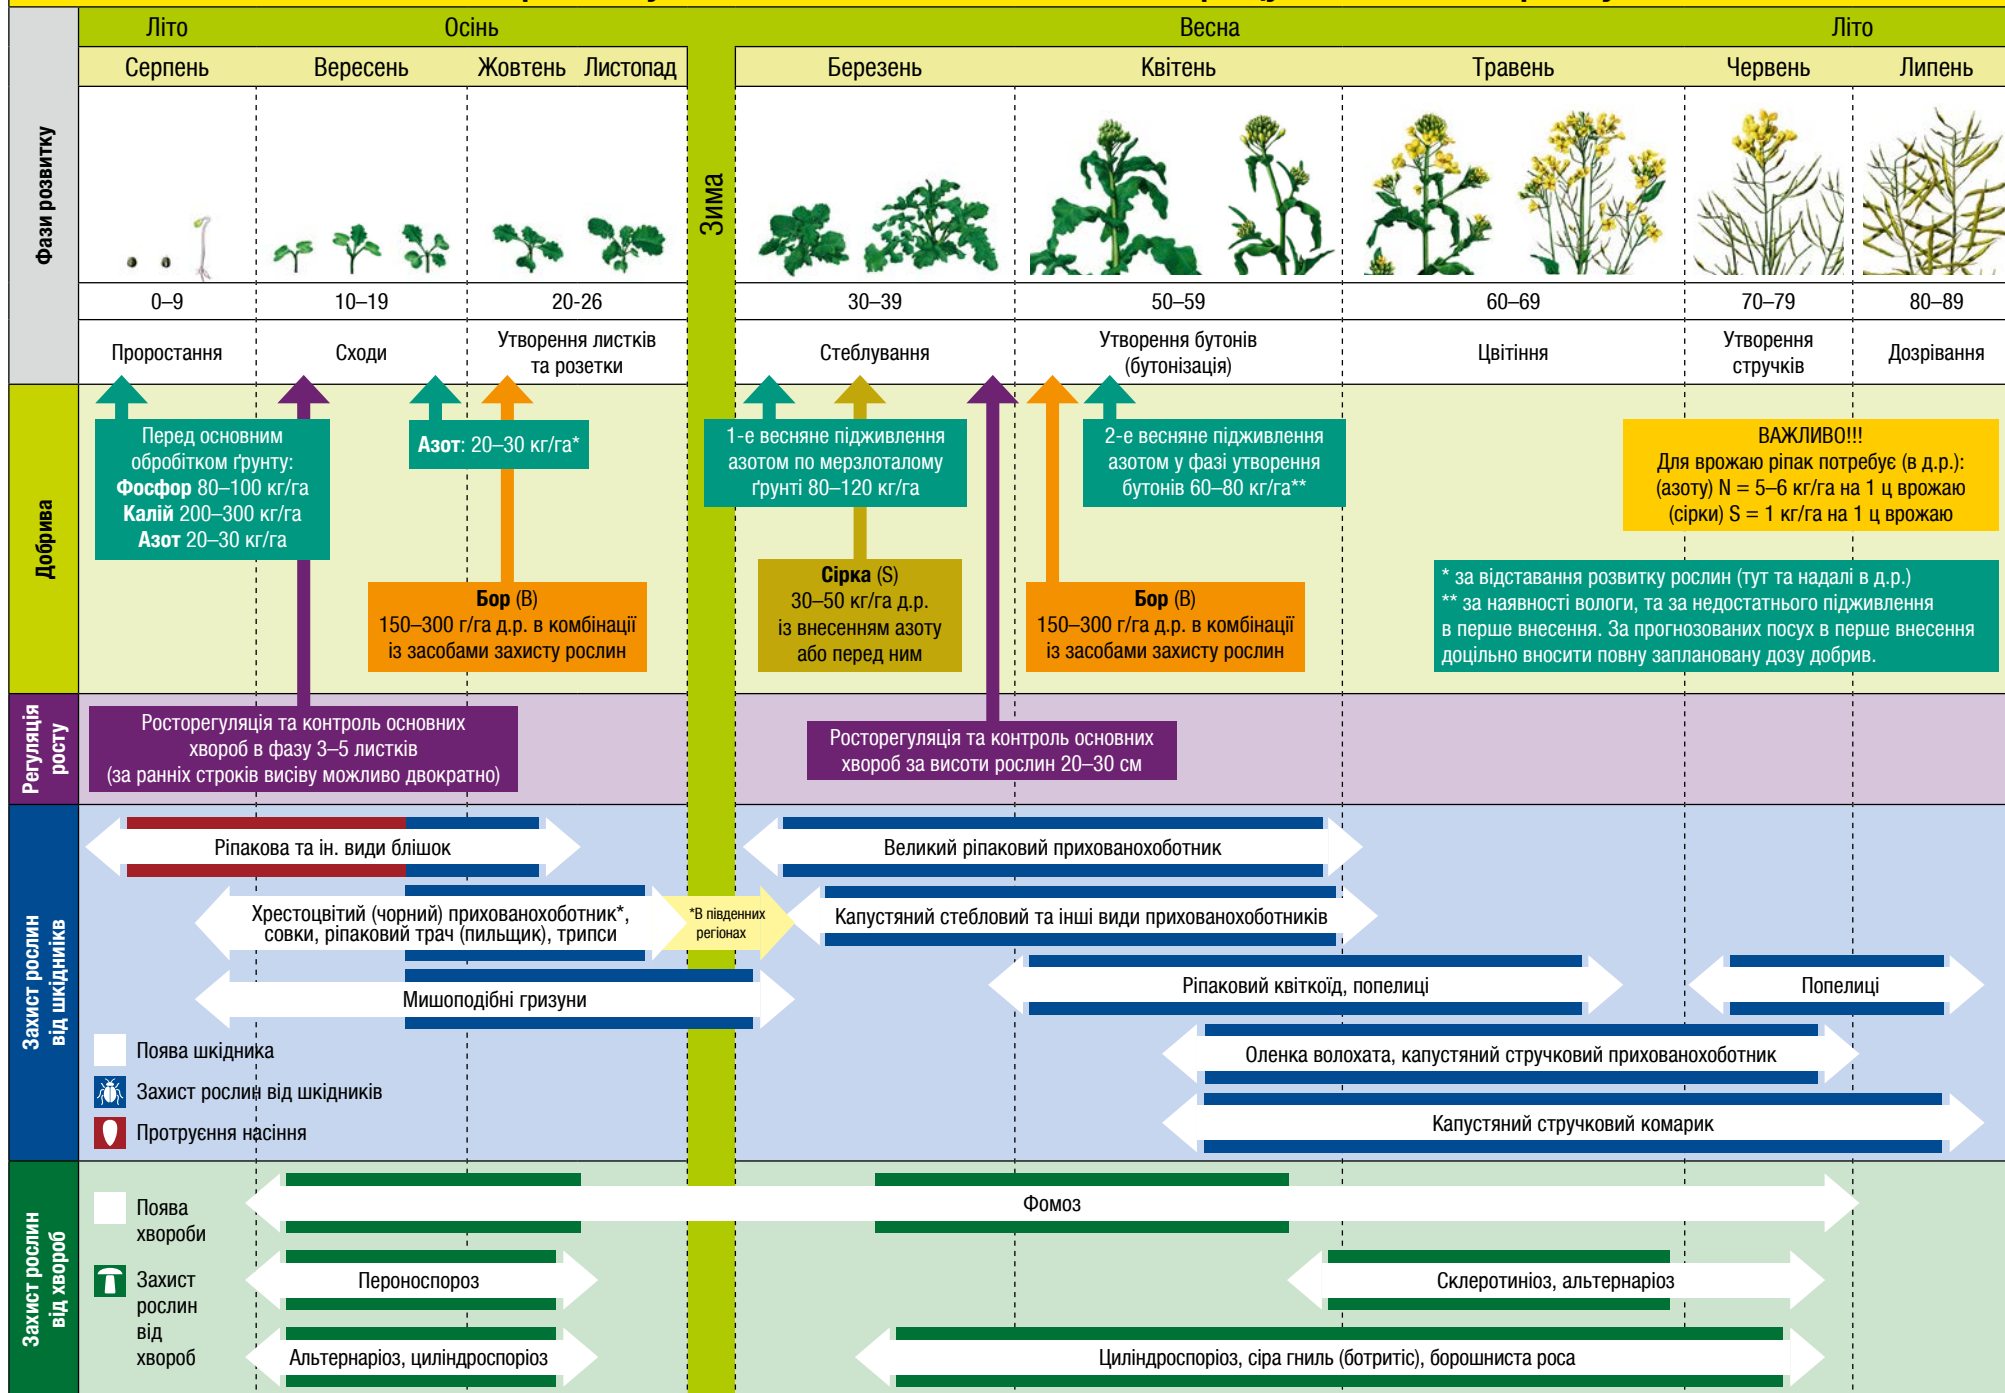 Літо Осінь Весна Літо
Серпень Вересень Жовтень Листопад Березень Квітень Травень Червень Липень
Фази розвитку
Зима
0–9 10–19 20-26 30–39 50–59 60–69 70–79 80–89
Проростання
Сходи
Утворення листків
та розетки
Стеблування
Утворення бутонів
(бутонізація)
Цвітіння
Утворення
стручків
Дозрівання
Добрива
Перед основним
обробітком ґрунту:
Фосфор 80–100 кг/га
Калій 200–300 кг/га
Азот 20–30 кг/га
Азот: 20–30 кг/га*
Бор (В)
150–300 г/га д.р. в комбінації
із засобами захисту рослин
1-е весняне підживлення
азотом по мерзлоталому
ґрунті 80–120 кг/га
Сірка (S)
30–50 кг/га д.р.
із внесенням азоту
або перед ним
2-е весняне підживлення
азотом у фазі утворення
бутонів 60–80 кг/га**
Бор (В)
150–300 г/га д.р. в комбінації
із засобами захисту рослин
ВАЖЛИВО!!!
Для врожаю ріпак потребує (в д.р.):
(азоту) N = 5–6 кг/га на 1 ц врожаю
(сірки) S = 1 кг/га на 1 ц врожаю
* за відставання розвитку рослин (тут та надалі в д.р.)
** за наявності вологи, та за недостатнього підживлення
в перше внесення. За прогнозованих посух в перше внесення
доцільно вносити повну заплановану дозу добрив.
Регуляція
росту
Росторегуляція та контроль основних
хвороб в фазу 3–5 листків
(за ранніх строків висіву можливо двократно)
Росторегуляція та контроль основних
хвороб за висоти рослин 20–30 см
Захист рослин
від шкідниікв
Ріпакова та ін. види блішок
Великий ріпаковий прихованохоботник
Хрестоцвітий (чорний) прихованохоботник*,
совки, ріпаковий трач (пильщик), трипси
*В південних
регіонах
Капустяний стебловий та інші види прихованохоботників
Мишоподібні гризуни
Ріпаковий квіткоїд, попелиці
Попелиці
Поява шкідника
Оленка волохата, капустяний стручковий прихованохоботник
Захист рослин від шкідників
Капустяний стручковий комарик
Протруєння насіння
Захист рослин
від хвороб
Поява
хвороби
Фомоз
Захист
рослин
від
хвороб
Пероноспороз
Склеротиніоз, альтернаріоз
Альтернаріоз, циліндроспоріоз
Циліндроспоріоз, сіра гниль (ботритіс), борошниста роса